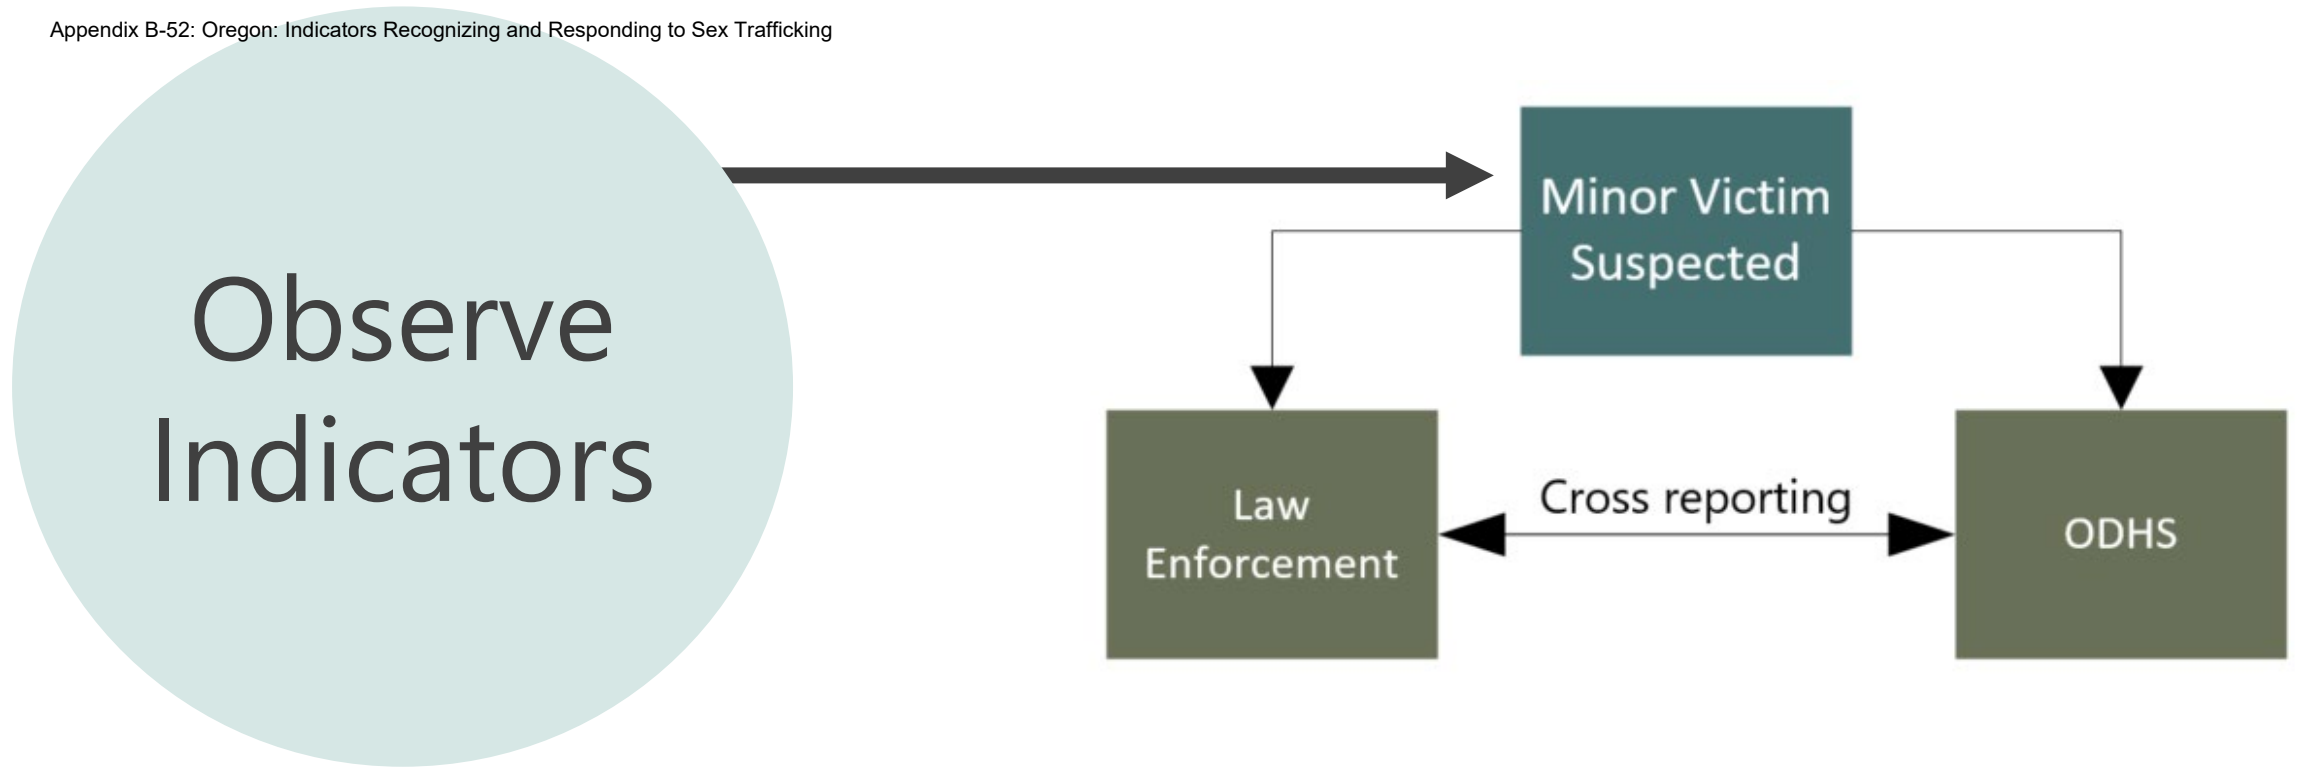 Appendix B-52: Oregon: Indicators Recognizing and Responding to Sex Trafficking
Observe
Indicators
Minor Victim
Suspected
Law
Enforcement
Cross reporting
ODHS